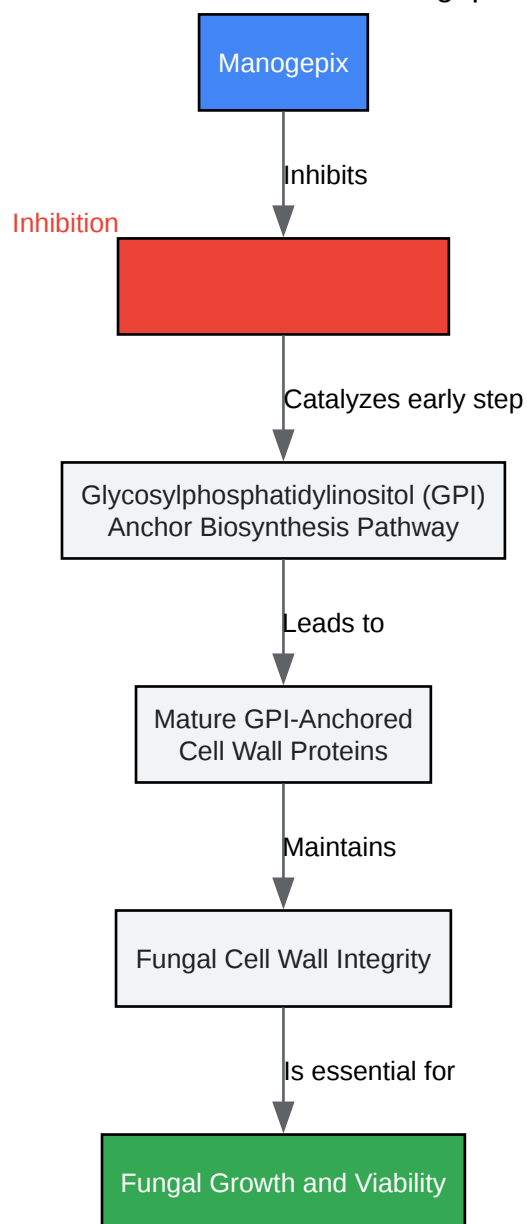 Manogepix
Inhibits
Inhibition
Catalyzes early step
Glycosylphosphatidylinositol (GPI)
Anchor Biosynthesis Pathway
Leads to
Mature GPI-Anchored
Cell Wall Proteins
Maintains
Fungal Cell Wall Integrity
Is essential for
Fungal Growth and Viability